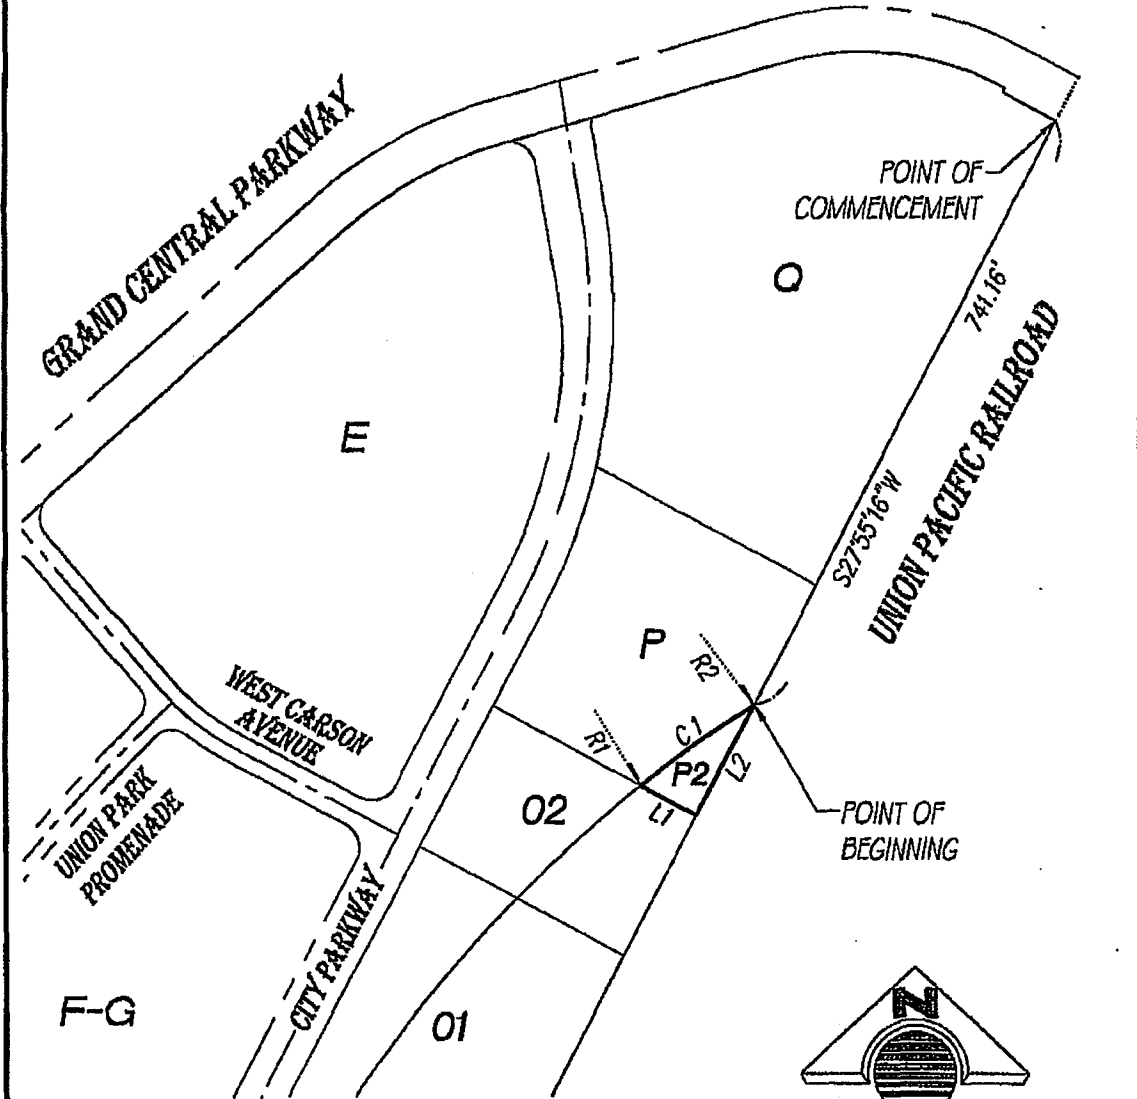 GRAND CENTRAL PARKWAY
POINT OF
COMMENCEMENT
Q
741.16'
UNION PACIFIC RAILROAD
E
S27°55'16"W
P
R2
WEST CARSON
AVENUE
R1
C1
P2
L2
L1
O2
POINT OF
BEGINNING
UNION PARK
PROMENADE
CITY PARKWAY
F-G
O1
N